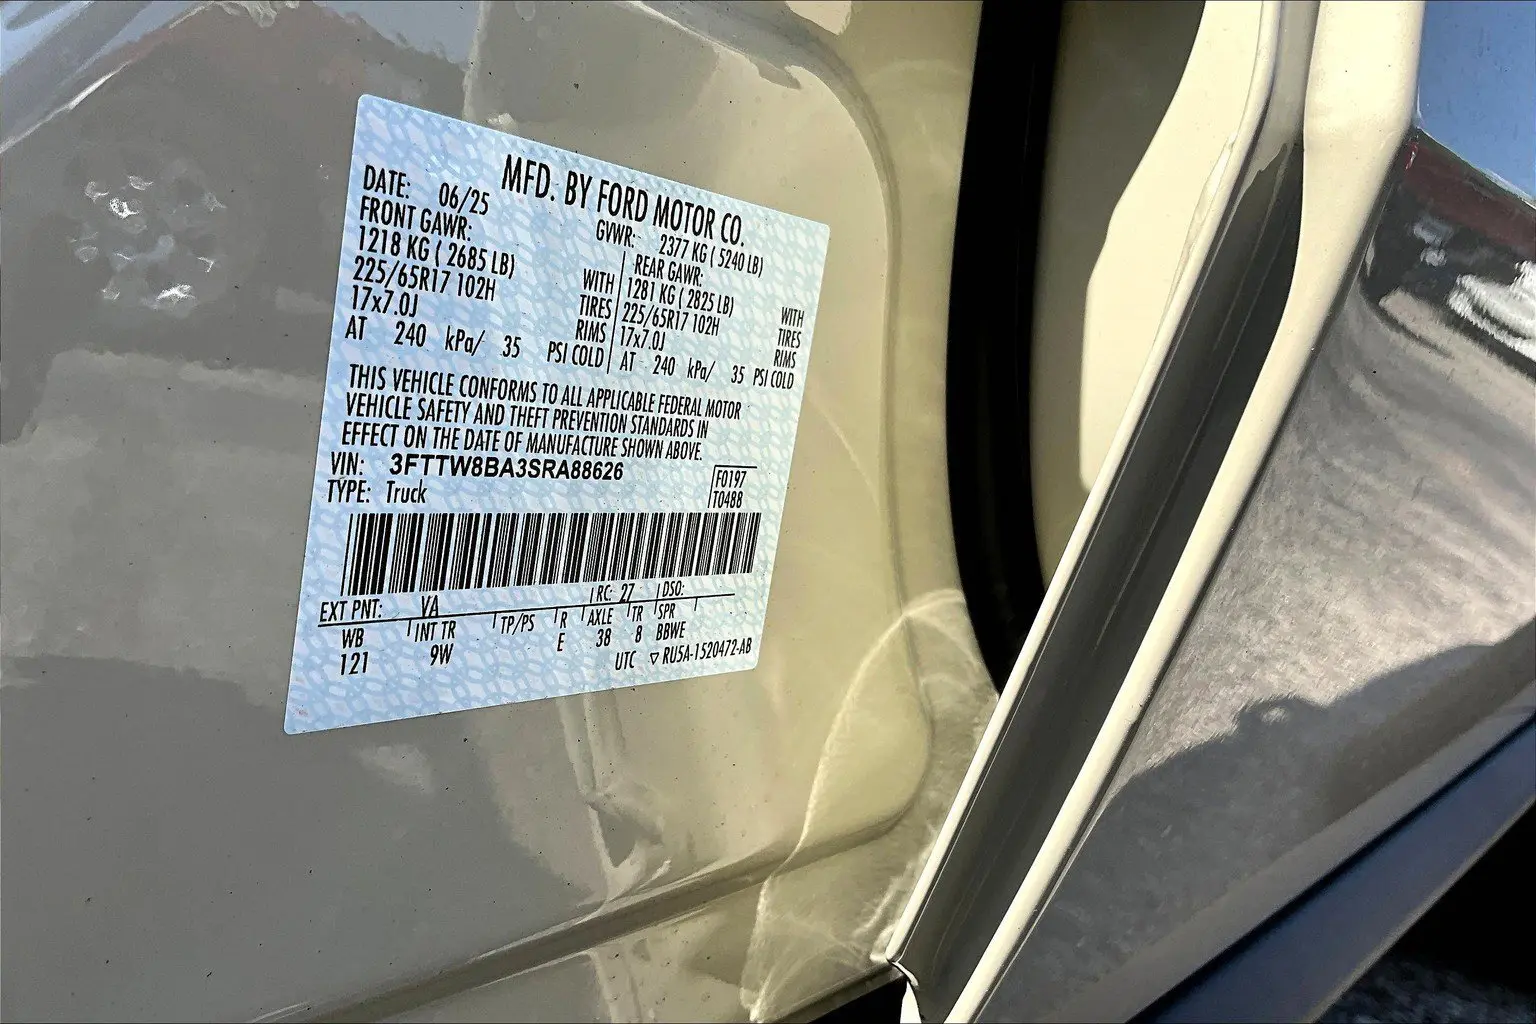 MFD. BY FORD MOTOR CO.
DATE: 06/25 GVWR: 2377 KG ( 5240 LB)
FRONT GAWR: REAR GAWR:
1218 KG ( 2685 LB) WITH 1281 KG ( 2825 LB) WITH
225/65R17 102H TIRES 225/65R17 102H TIRES
17x7.0J RIMS 17x7.0J RIMS
AT 240 kPa/ 35 PSI COLD AT 240 kPa/ 35 PSI COLD
THIS VEHICLE CONFORMS TO ALL APPLICABLE FEDERAL MOTOR
VEHICLE SAFETY AND THEFT PREVENTION STANDARDS IN
EFFECT ON THE DATE OF MANUFACTURE SHOWN ABOVE.
VIN: 3FTTW8BA3SRA88626 F0197
TYPE: Truck T0488
EXT PNT: VA RC: 27 DSO:
WB INT TR TP/PS R AXLE TR SPR
121 9W E 38 8 BBWE
UTC ▽ RU5A-1520472-AB